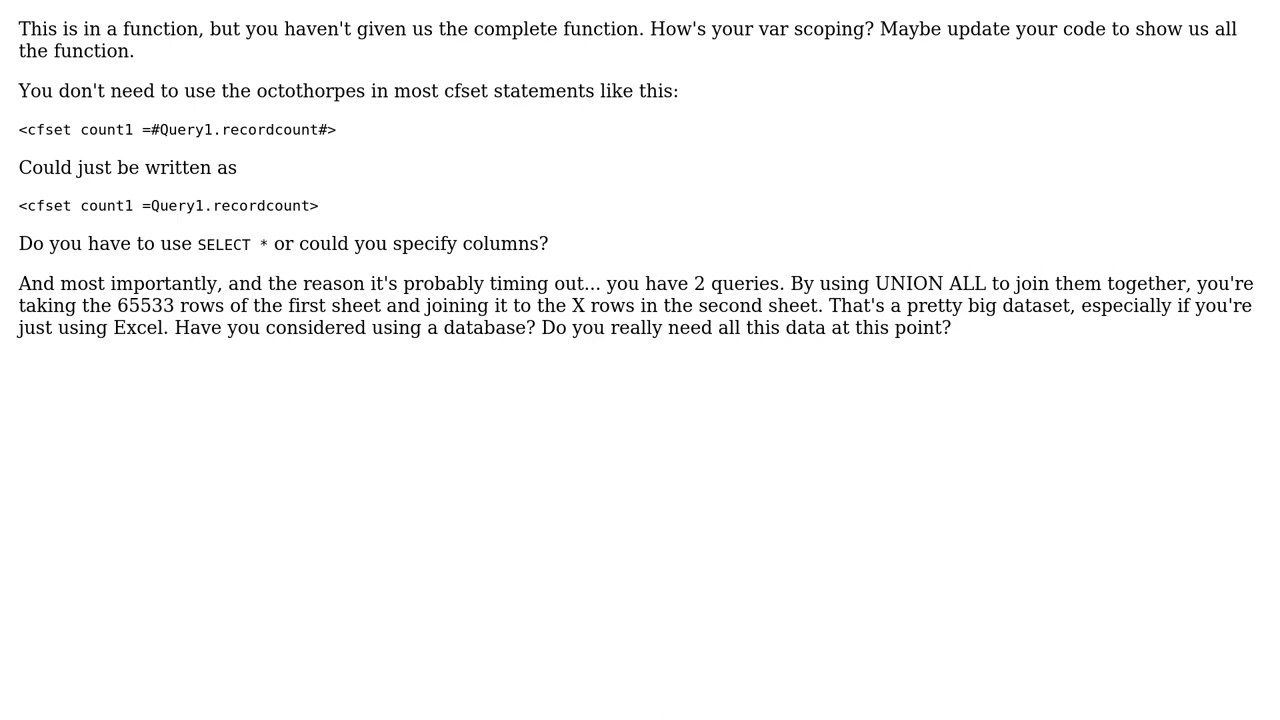 This is in a function, but you haven't given us the complete function. How's your var scoping? Maybe update your code to show us all
the function.
You don't need to use the octothorpes in most cfset statements like this:
<cfset count1 =#Query1.recordcount#>
Could just be written as
<cfset count1 =Query1.recordcount>
Do you have to use SELECT * or could you specify columns?
And most importantly, and the reason it's probably timing out... you have 2 queries. By using UNION ALL to join them together, you're
taking the 65533 rows of the first sheet and joining it to the X rows in the second sheet. That's a pretty big dataset, especially if you're
just using Excel. Have you considered using a database? Do you really need all this data at this point?